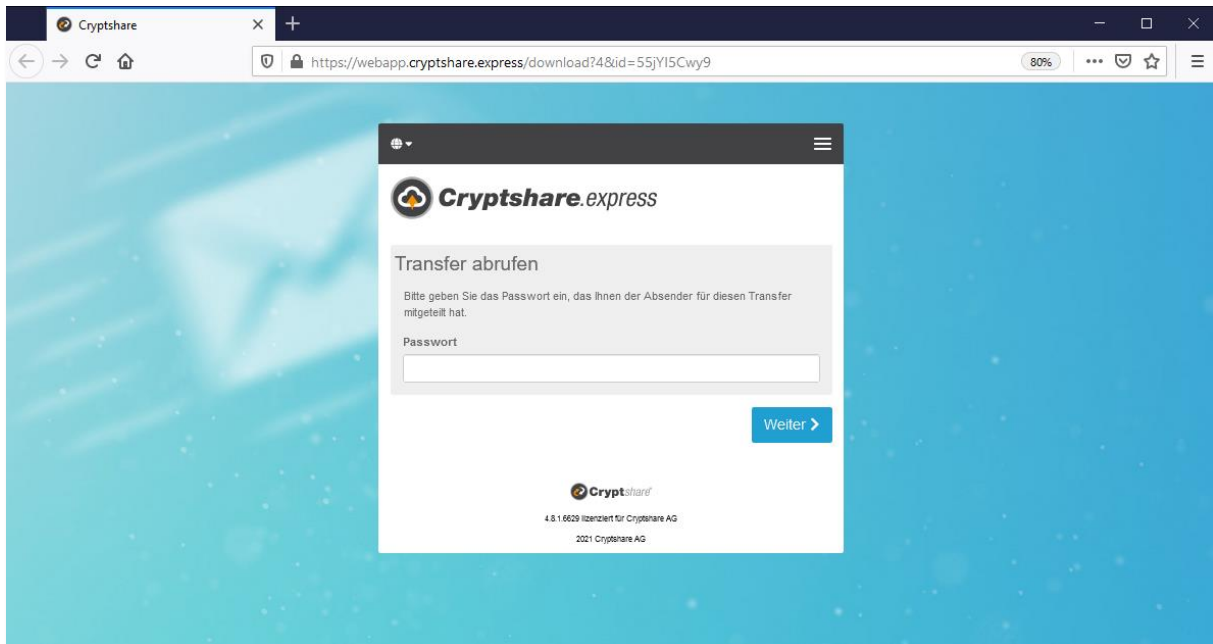 Cryptshare
https://webapp.cryptshare.express/download?4&id=55jYI5Cwy9
80%
Cryptshare.express
Transfer abrufen
Bitte geben Sie das Passwort ein, das Ihnen der Absender für diesen Transfer
mitgeteilt hat.
Passwort
Weiter
Cryptshare
4.8.1.6629 lizenziert für Cryptshare AG
2021 Cryptshare AG